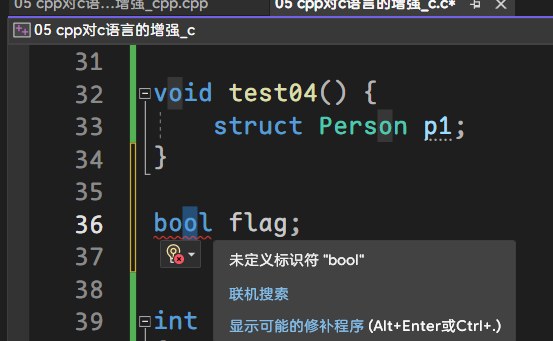 05 cpp对c语...增强_cpp.cpp
05 cpp对c语言的增强_c.c*
05 cpp对c语言的增强_c
31
32 void test04() {
33 struct Person p1;
34 }
35
36 bool flag;
37
未定义标识符 "bool"
38
联机搜索
39 int
显示可能的修补程序 (Alt+Enter或Ctrl+.)